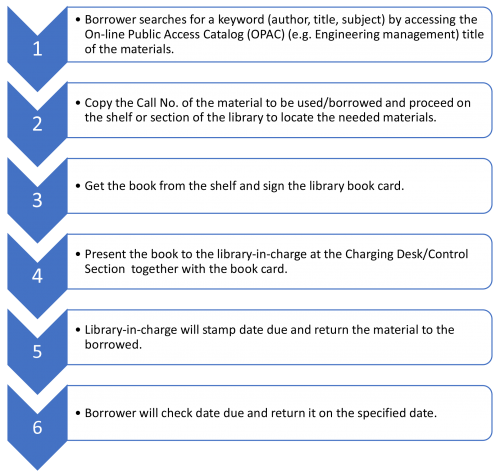 1
• Borrower searches for a keyword (author, title, subject) by accessing the
On-line Public Access Catalog (OPAC) (e.g. Engineering management) title
of the materials.
2
• Copy the Call No. of the material to be used/borrowed and proceed on
the shelf or section of the library to locate the needed materials.
3
• Get the book from the shelf and sign the library book card.
4
• Present the book to the library-in-charge at the Charging Desk/Control
Section together with the book card.
5
• Library-in-charge will stamp date due and return the material to the
borrowed.
6
• Borrower will check date due and return it on the specified date.